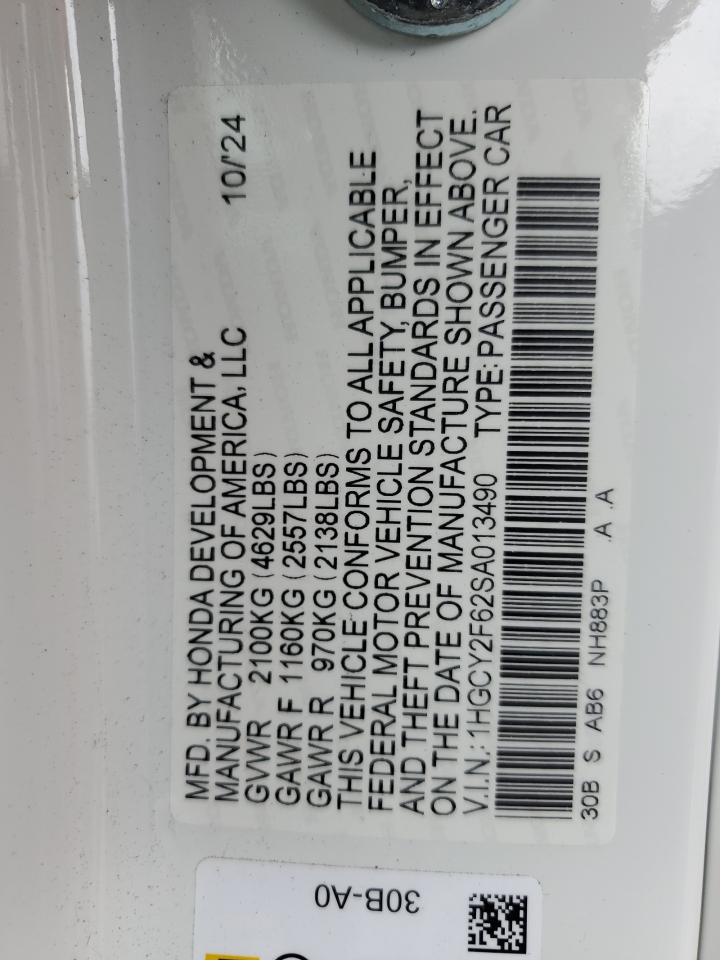 MFD. BY HONDA DEVELOPMENT &
MANUFACTURING OF AMERICA, LLC 10/'24
GVWR 2100KG (4629LBS)
GAWR F 1160KG (2557LBS)
GAWR R 970KG (2138LBS)
THIS VEHICLE CONFORMS TO ALL APPLICABLE
FEDERAL MOTOR VEHICLE SAFETY, BUMPER,
AND THEFT PREVENTION STANDARDS IN EFFECT
ON THE DATE OF MANUFACTURE SHOWN ABOVE.
V.I.N.: 1HGCY2F62SA013490 TYPE: PASSENGER CAR
30B S AB6 NH883P .A .A
30B-A0